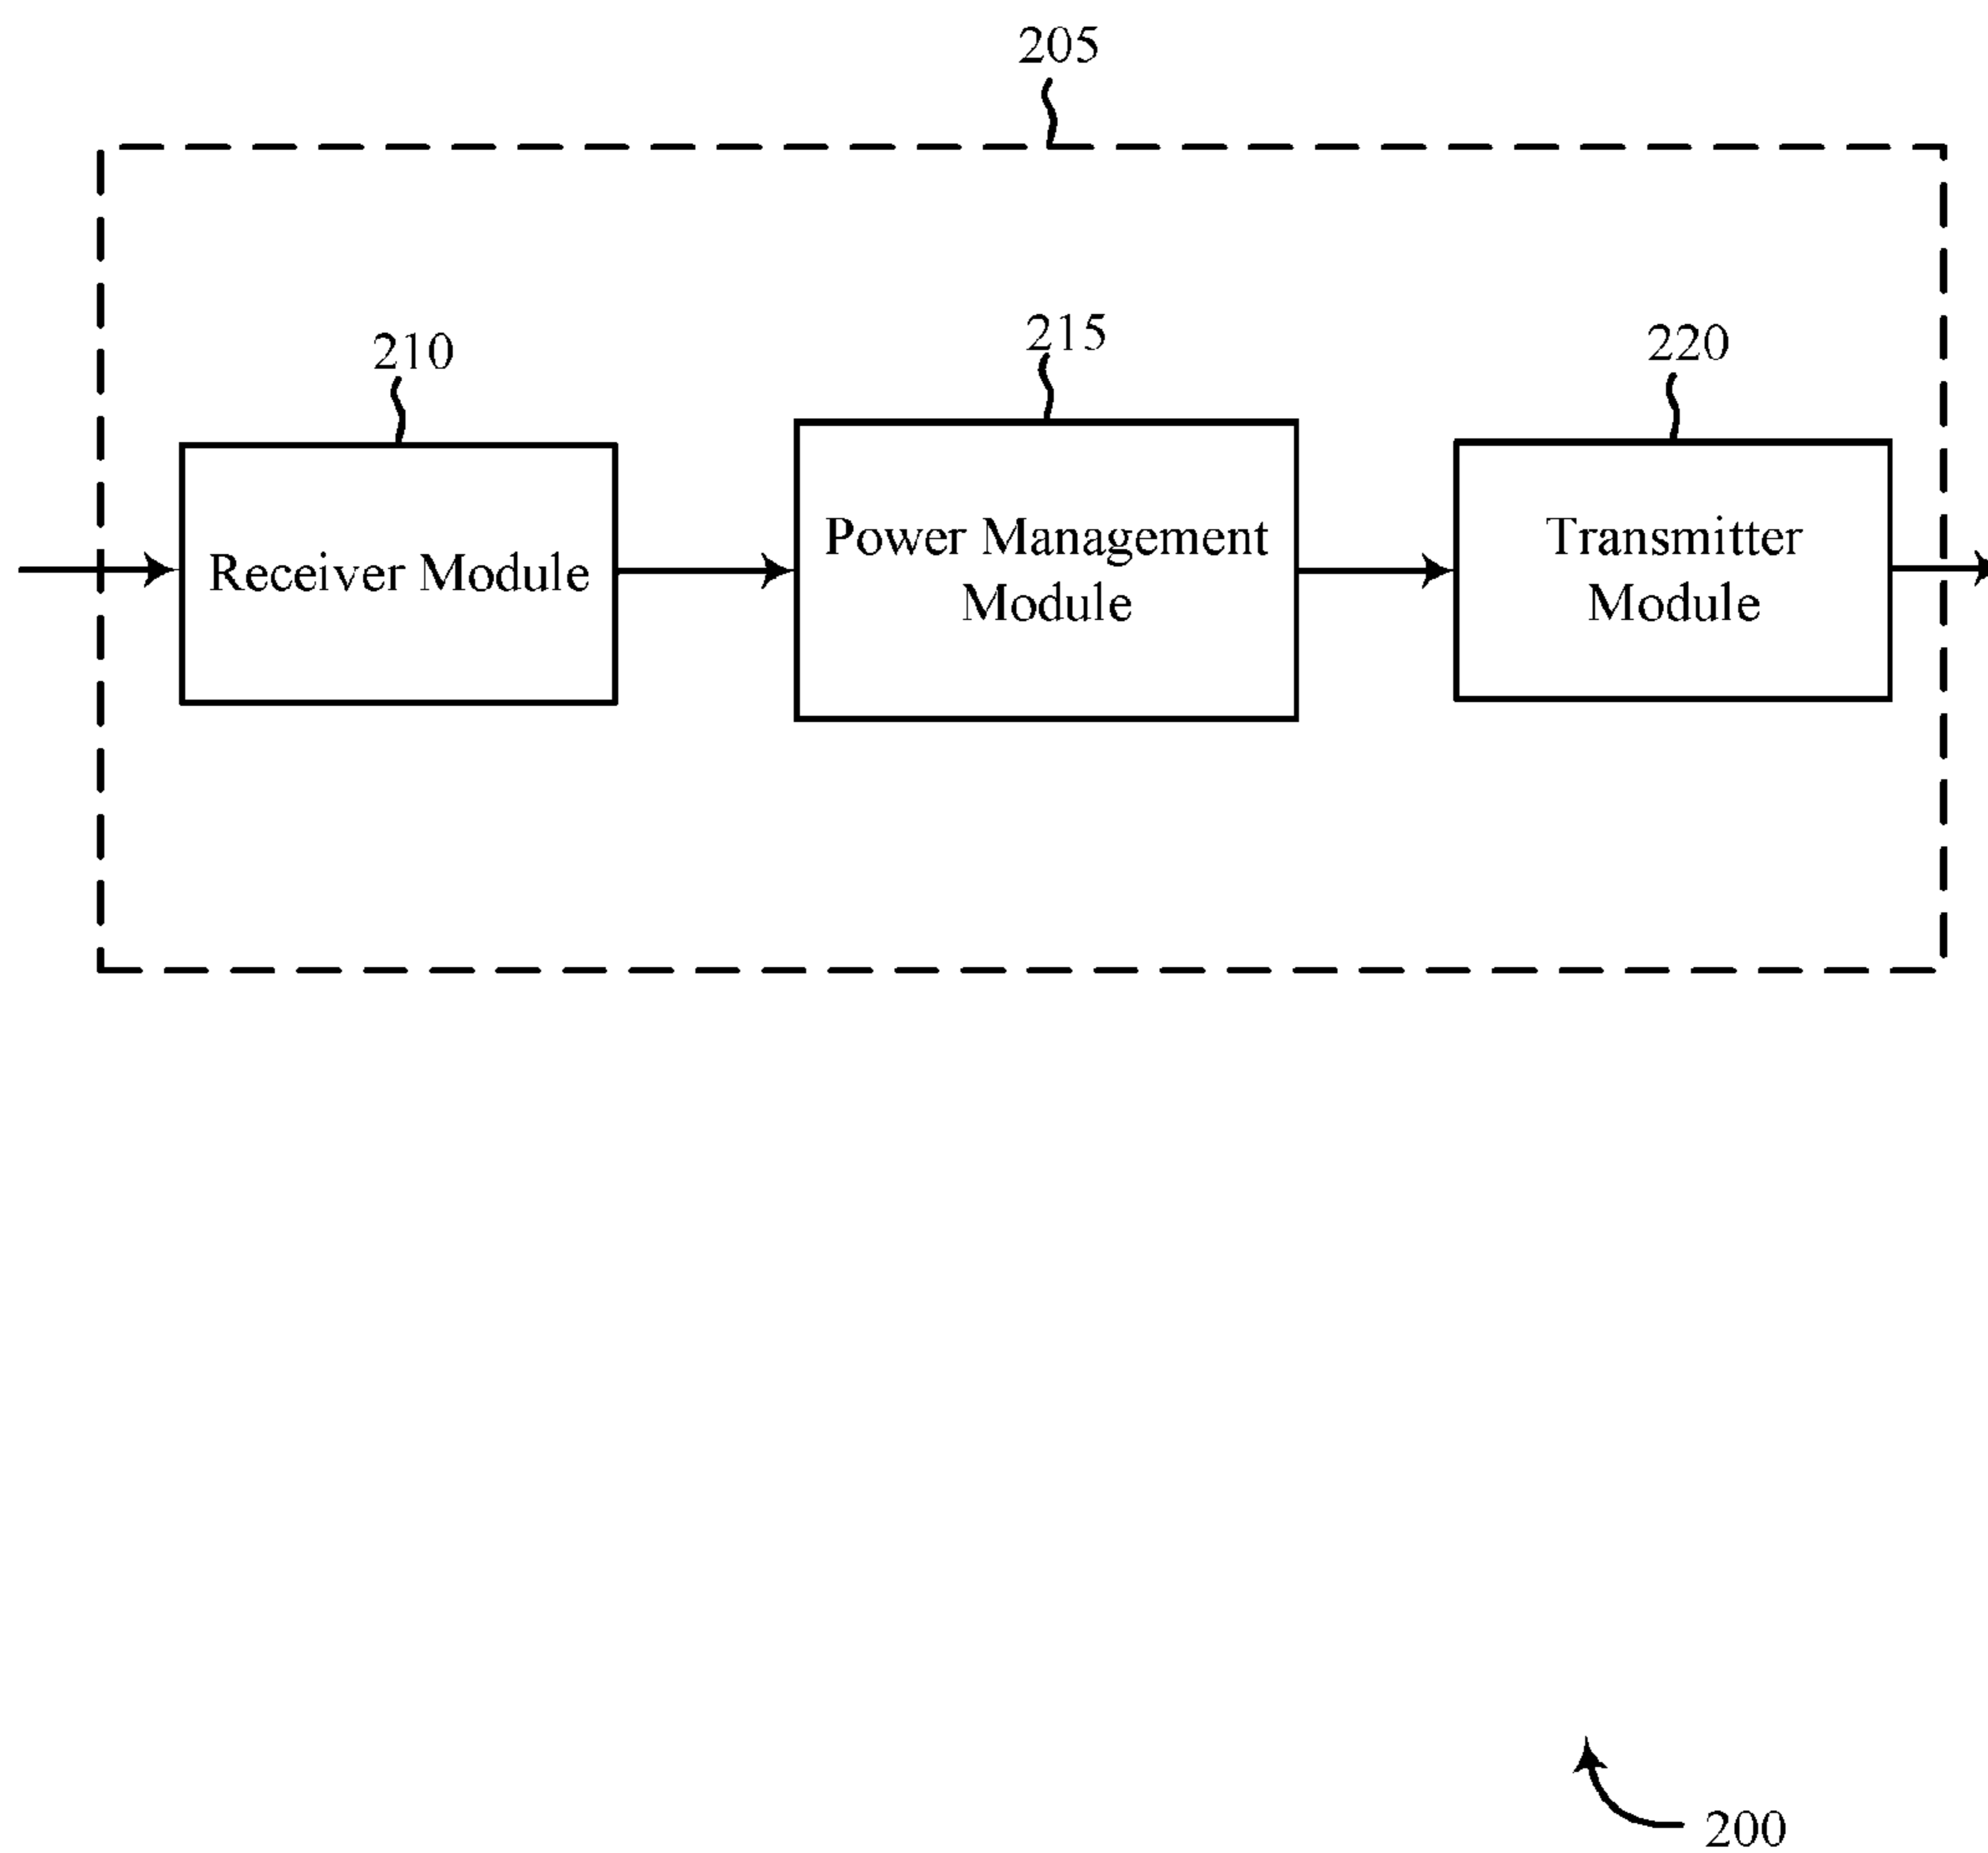 205
210
215
220
Receiver Module
Power Management
Module
Transmitter
Module
200